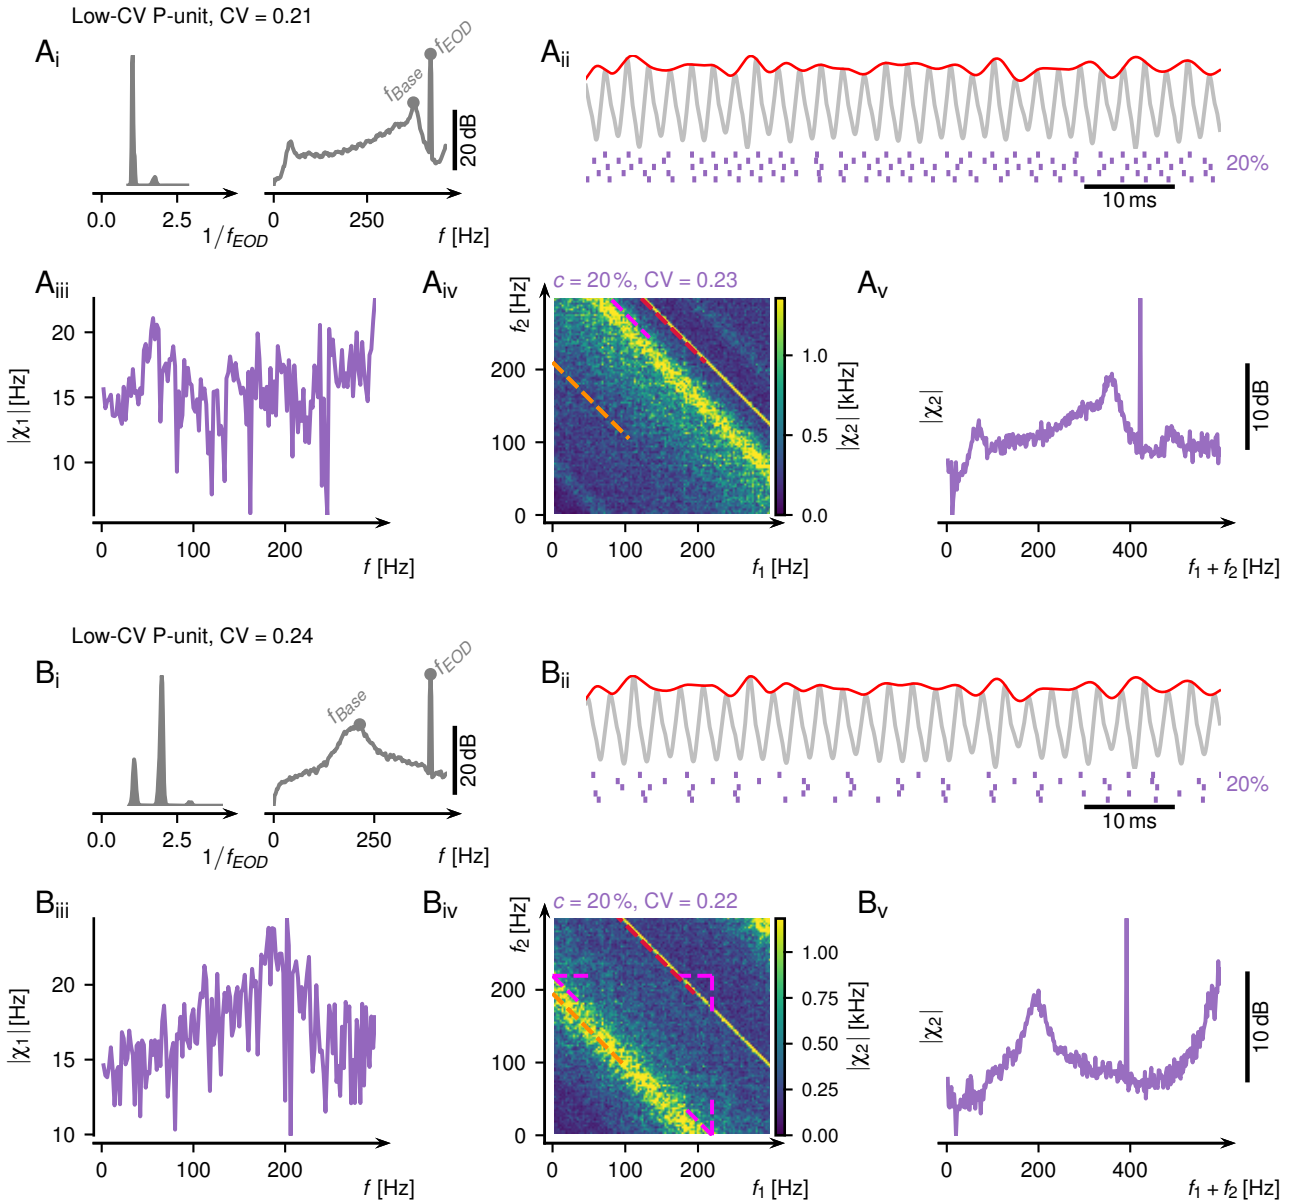 Low-CV P-unit, CV = 0.21
Ai
fBase
fEOD
20 dB
0.0 2.5
1/fEOD
0 250
f [Hz]
Aii
20%
10 ms
Aiii
|χ1| [Hz]
20
15
10
0 100 200
f [Hz]
Aiv
c = 20%, CV = 0.23
f2 [Hz]
200
100
0
0 100 200
f1 [Hz]
1.0
0.5
0.0
|χ2| [kHz]
Av
|χ2|
10 dB
0 200 400
f1 + f2 [Hz]
Low-CV P-unit, CV = 0.24
Bi
fBase
fEOD
20 dB
0.0 2.5
1/fEOD
0 250
f [Hz]
Bii
20%
10 ms
Biii
|χ1| [Hz]
20
15
10
0 100 200
f [Hz]
Biv
c = 20%, CV = 0.22
f2 [Hz]
200
100
0
0 100 200
f1 [Hz]
1.00
0.75
0.50
0.25
0.00
|χ2| [kHz]
Bv
|χ2|
10 dB
0 200 400
f1 + f2 [Hz]